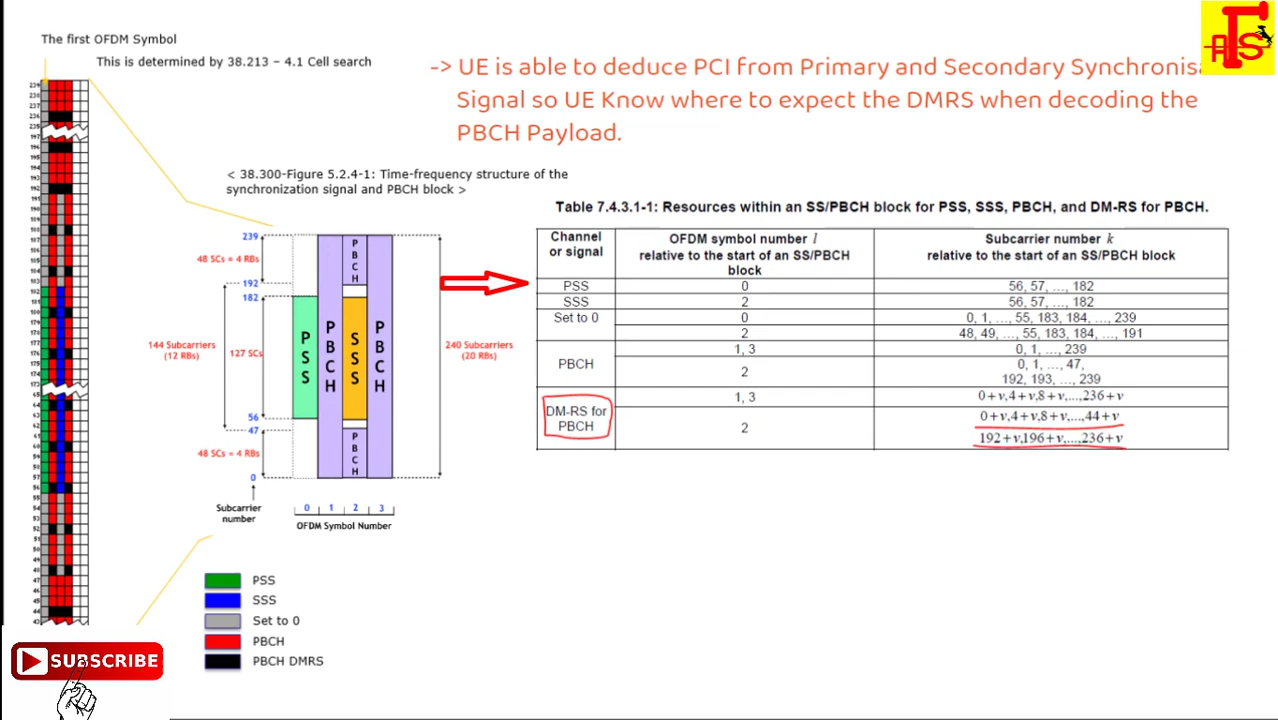 The first OFDM Symbol
This is determined by 38.213 – 4.1 Cell search
-> UE is able to deduce PCI from Primary and Secondary Synchronisa
Signal so UE Know where to expect the DMRS when decoding the
PBCH Payload.
< 38.300-Figure 5.2.4-1: Time-frequency structure of the
synchronization signal and PBCH block >
239
48 SCs = 4 RBs
192
182
144 Subcarriers
(12 RBs)
127 SCs
240 Subcarriers
(20 RBs)
56
47
48 SCs = 4 RBs
0
PSS
PBCH
PBCH
SSS
PBCH
PBCH
Subcarrier
number
0 1 2 3
OFDM Symbol Number
PSS
SSS
Set to 0
PBCH
PBCH DMRS
Table 7.4.3.1-1: Resources within an SS/PBCH block for PSS, SSS, PBCH, and DM-RS for PBCH.
Channel
or signal
OFDM symbol number l
relative to the start of an SS/PBCH
block
Subcarrier number k
relative to the start of an SS/PBCH block
PSS 0 56, 57, ..., 182
SSS 2 56, 57, ..., 182
Set to 0 0 0, 1, ..., 55, 183, 184, ..., 239
2 48, 49, ..., 55, 183, 184, ..., 191
PBCH 1, 3 0, 1, ..., 239
2 0, 1, ..., 47,
192, 193, ..., 239
DM-RS for
PBCH
1, 3 0+v,4+v,8+v,...,236+v
2 0+v,4+v,8+v,...,44+v
192+v,196+v,...,236+v
SUBSCRIBE